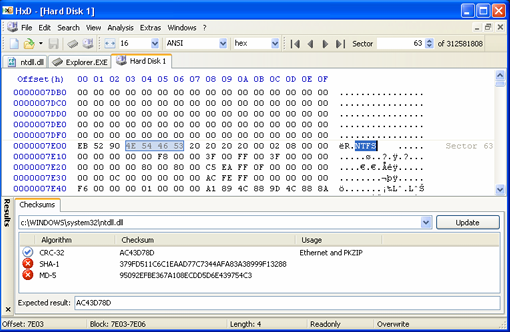 HxD - [Hard Disk 1]
File Edit Search View Analysis Extras Window ?
16 ANSI hex Sector 63 of 312581808
ntdll.dll Explorer.EXE Hard Disk 1
Offset(h) 00 01 02 03 04 05 06 07 08 09 0A 0B 0C 0D 0E 0F
0000007DB0 00 00 00 00 00 00 00 00 00 00 00 00 00 00 00 00 ................
0000007DC0 00 00 00 00 00 00 00 00 00 00 00 00 00 00 00 00 ................
0000007DD0 00 00 00 00 00 00 00 00 00 00 00 00 00 00 00 00 ................
0000007DE0 00 00 00 00 00 00 00 00 00 00 00 00 00 00 00 00 ................
0000007DF0 00 00 00 00 00 00 00 00 00 00 00 00 00 00 00 00 ................
0000007E00 EB 52 90 4E 54 46 53 20 20 20 20 00 02 08 00 00 ëR.NTFS ..... Sector 63
0000007E10 00 00 00 00 00 F8 00 00 3F 00 FF 00 3F 00 00 00 .....ø..?.ÿ.?...
0000007E20 00 00 00 00 80 00 80 00 C5 EA FF 0F 00 00 00 00 ....€.€.Åêÿ.....
0000007E30 00 00 0C 00 00 00 00 00 AC FE FF 00 00 00 00 00 ........¬þÿ.....
0000007E40 F6 00 00 00 01 00 00 00 A1 89 4C 88 9D 4C 88 8A
Results
Checksums
c:\WINDOWS\system32\ntdll.dll Update
Algorithm Checksum Usage
CRC-32 AC43D78D Ethernet and PKZIP
SHA-1 379FD511C6C1EAAD77C7344AFA83A38999F13288
MD-5 95092EFBE367A108ECDD5D6E439754C3
Expected result: AC43D78D
Offset: 7E03 Block: 7E03-7E06 Length: 4 Readonly Overwrite